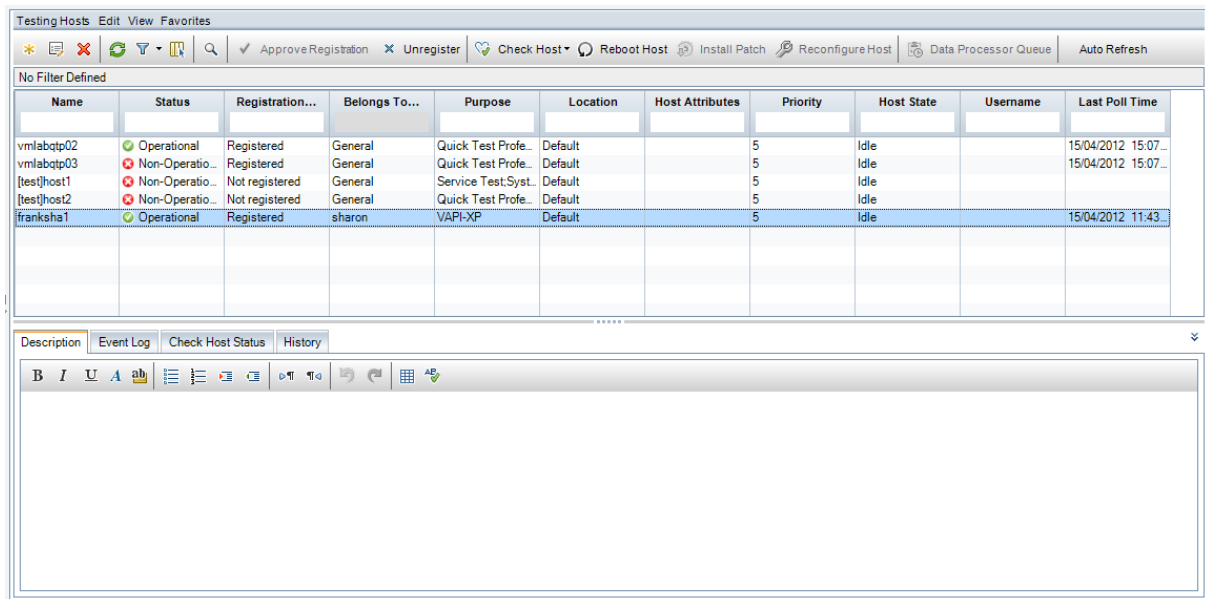 Testing Hosts Edit View Favorites
Approve Registration Unregister Check Host Reboot Host Install Patch Reconfigure Host Data Processor Queue Auto Refresh
No Filter Defined
Name Status Registration... Belongs To... Purpose Location Host Attributes Priority Host State Username Last Poll Time
vmlabqtp02 Operational Registered General Quick Test Profe... Default 5 Idle 15/04/2012 15:07...
vmlabqtp03 Non-Operatio... Registered General Quick Test Profe... Default 5 Idle 15/04/2012 15:07...
[test]host1 Non-Operatio... Not registered General Service Test;Syst... Default 5 Idle
[test]host2 Non-Operatio... Not registered General Quick Test Profe... Default 5 Idle
franksha1 Operational Registered sharon VAPI-XP Default 5 Idle 15/04/2012 11:43...
Description Event Log Check Host Status History
B I U A ab